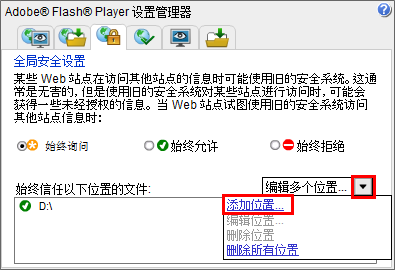 Adobe® Flash® Player 设置管理器
全局安全设置
某些 Web 站点在访问其他站点的信息时可能使用旧的安全系统。这通
常是无害的，但是使用旧的安全系统对某些站点进行访问时，可能会
获得一些未经授权的信息。当 Web 站点试图使用旧的安全系统访问
其他站点信息时:
始终询问
始终允许
始终拒绝
始终信任以下位置的文件:
编辑多个位置...
D:\
添加位置...
编辑位置...
删除位置
删除所有位置